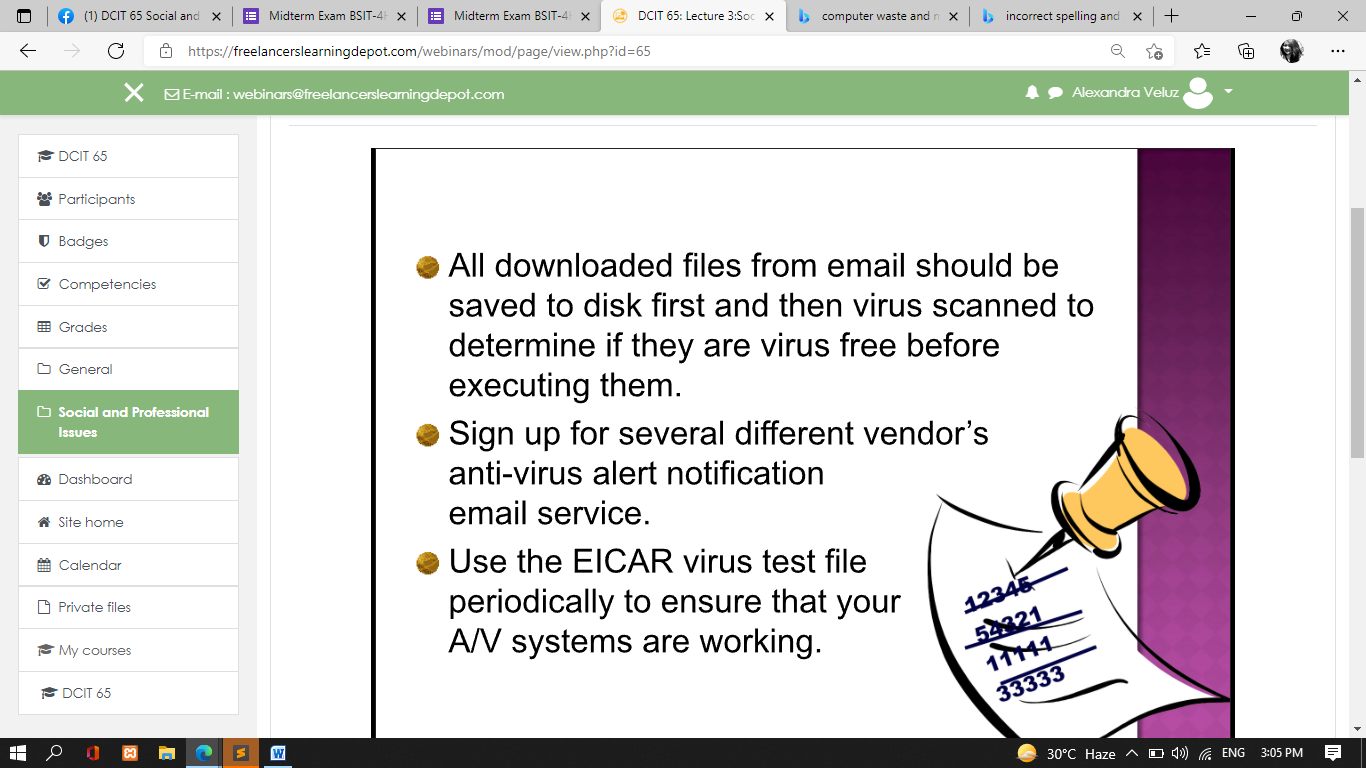 (1) DCIT 65 Social and
Midterm Exam BSIT-4
Midterm Exam BSIT-4
DCIT 65: Lecture 3:Soc
computer waste and m
incorrect spelling and
https://freelancerslearningdepot.com/webinars/mod/page/view.php?id=65
E-mail : webinars@freelancerslearningdepot.com
Alexandra Veluz
DCIT 65
Participants
Badges
Competencies
Grades
General
Social and Professional
Issues
Dashboard
Site home
Calendar
Private files
My courses
DCIT 65
All downloaded files from email should be
saved to disk first and then virus scanned to
determine if they are virus free before
executing them.
Sign up for several different vendor’s
anti-virus alert notification
email service.
Use the EICAR virus test file
periodically to ensure that your
A/V systems are working.
12345
54321
11111
33333
30°C Haze
ENG
3:05 PM